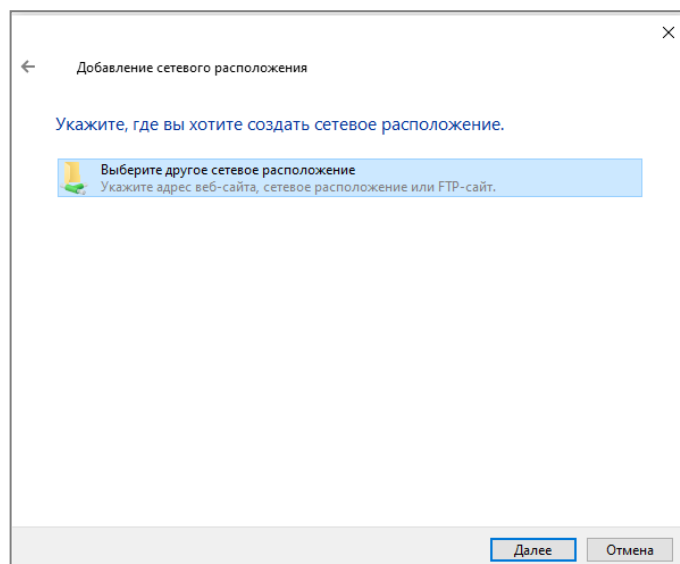 Добавление сетевого расположения
Укажите, где вы хотите создать сетевое расположение.
Выберите другое сетевое расположение
Укажите адрес веб-сайта, сетевое расположение или FTP-сайт.
Далее
Отмена